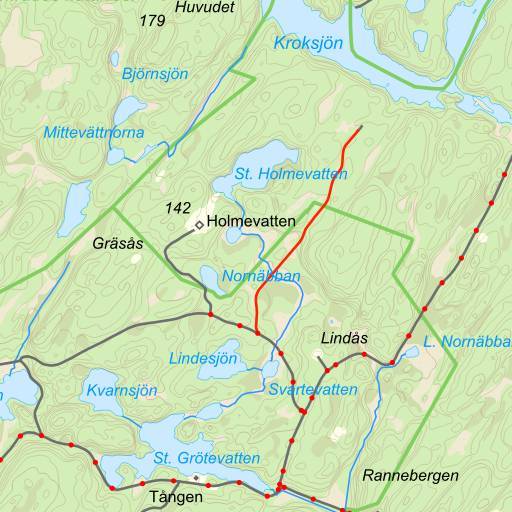 Huvudet
179
Kroksjön
Björnsjön
Mittevättnorna
St. Holmevatten
142
Holmevatten
Gräsås
Nornäbban
Lindås
L. Nornäbban
Lindesjön
Kvarnsjön
Svartevatten
St. Grötevatten
Rannebergen
Tången